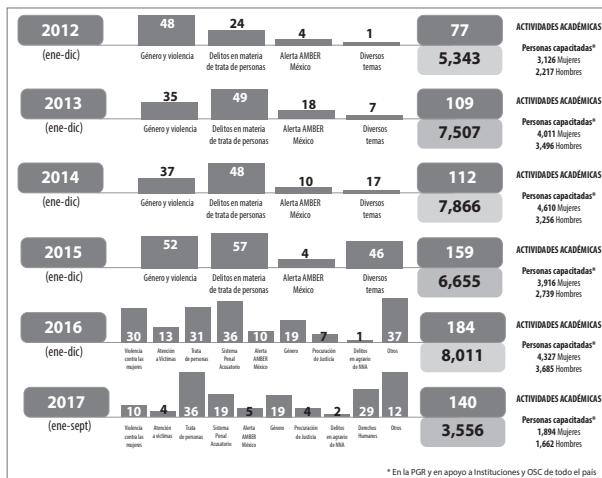 2012
(ene-dic)
48 24 4 1
Género y violencia Delitos en materia de trata de personas Alerta AMBER México Diversos temas
77
5,343
ACTIVIDADES ACADÉMICAS
Personas capacitadas*
3,126 Mujeres
2,217 Hombres
2013
(ene-dic)
35 49 18 7
Género y violencia Delitos en materia de trata de personas Alerta AMBER México Diversos temas
109
7,507
ACTIVIDADES ACADÉMICAS
Personas capacitadas*
4,011 Mujeres
3,496 Hombres
2014
(ene-dic)
37 48 10 17
Género y violencia Delitos en materia de trata de personas Alerta AMBER México Diversos temas
112
7,866
ACTIVIDADES ACADÉMICAS
Personas capacitadas*
4,610 Mujeres
3,256 Hombres
2015
(ene-dic)
52 57 4 46
Género y violencia Delitos en materia de trata de personas Alerta AMBER México Diversos temas
159
6,655
ACTIVIDADES ACADÉMICAS
Personas capacitadas*
3,916 Mujeres
2,739 Hombres
2016
(ene-dic)
30 13 31 36 10 19 7 1 37
Violencia contra las mujeres Atención a Víctimas Trata de personas Sistema Penal Acusatorio Alerta AMBER México Género Procuración de Justicia Delitos en agravio de NNA Otros
184
8,011
ACTIVIDADES ACADÉMICAS
Personas capacitadas*
4,327 Mujeres
3,685 Hombres
2017
(ene-sept)
10 4 36 19 5 19 4 2 29 12
Violencia contra las mujeres Atención a víctimas Trata de personas Sistema Penal Acusatorio Alerta AMBER México Género Procuración de Justicia Delitos en agravio de NNA Derechos Humanos Otros
140
3,556
ACTIVIDADES ACADÉMICAS
Personas capacitadas*
1,894 Mujeres
1,662 Hombres
* En la PGR y en apoyo a Instituciones y OSC de todo el país